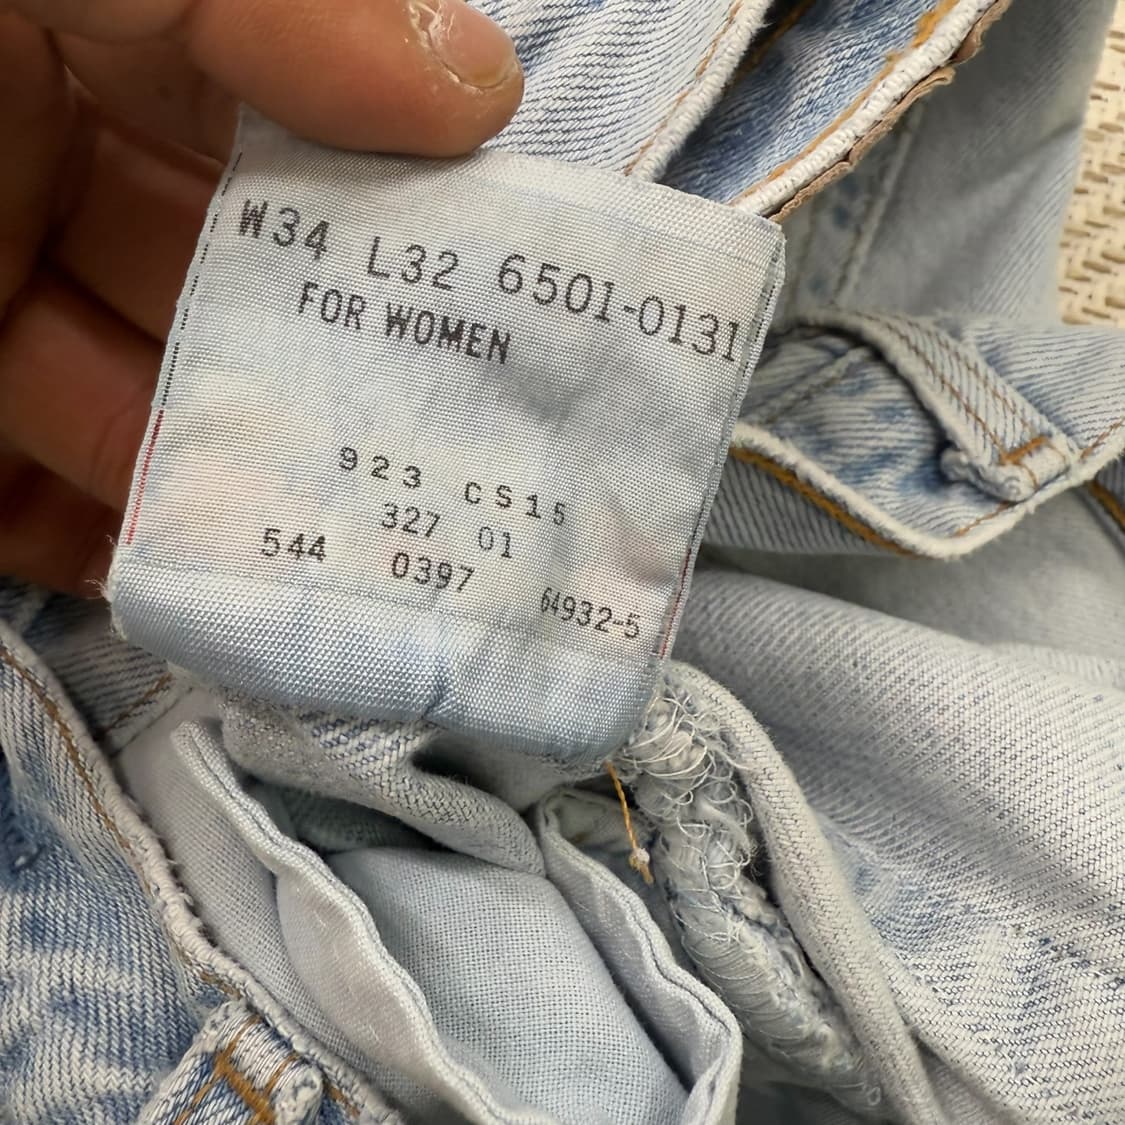 W34 L32 6501-0131
FOR WOMEN
923 CS15
327 01
544 0397 64932-5